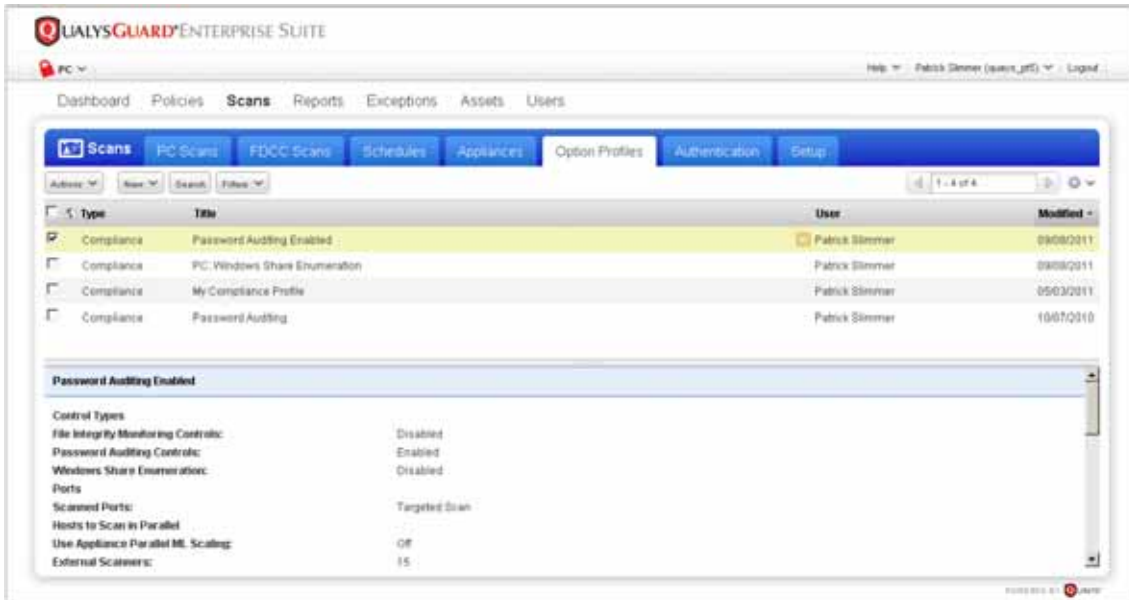 QUALYSGUARD® ENTERPRISE SUITE
PC
Help Patrick Slimmer Logout
Dashboard Policies Scans Reports Exceptions Assets Users
Scans PC Scans FDCC Scans Schedules Appliances Option Profiles Authentication Setup
Actions New Search Filters 1 - 4 of 4
Type Title User Modified
Compliance Password Auditing Enabled Patrick Slimmer 09/08/2011
Compliance PC: Windows Share Enumeration Patrick Slimmer 09/08/2011
Compliance My Compliance Profile Patrick Slimmer 05/03/2011
Compliance Password Auditing Patrick Slimmer 10/07/2010
Password Auditing Enabled
Control Types
File Integrity Monitoring Controls: Disabled
Password Auditing Controls: Enabled
Windows Share Enumeration: Disabled
Ports
Scanned Ports: Targeted Scan
Hosts to Scan in Parallel
Use Appliance Parallel ML Scaling: Off
External Scanners: 15
POWERED BY QUALYS